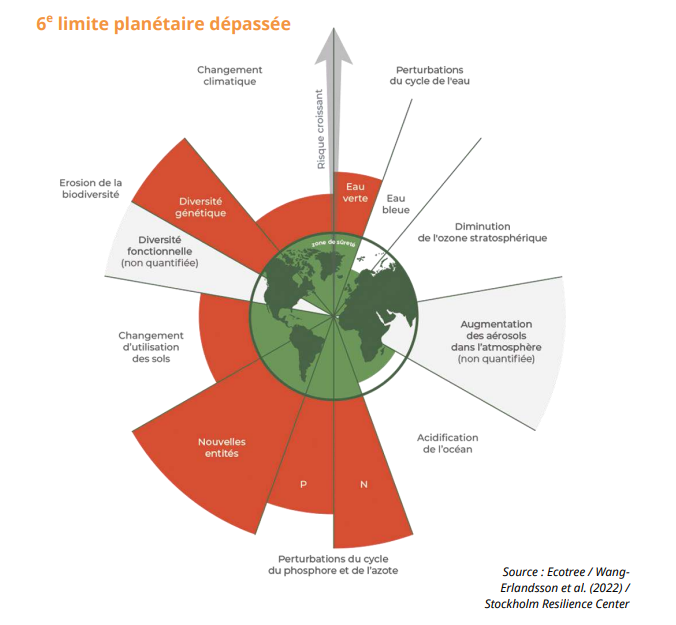 6e limite planétaire dépassée
Changement
climatique
Risque croissant
Perturbations
du cycle de l'eau
Erosion de la
biodiversité
Diversité
génétique
Eau
verte
Eau
bleue
Diversité
fonctionnelle
(non quantifiée)
zone de sûreté
Diminution
de l'ozone stratosphérique
Changement
d'utilisation
des sols
Augmentation
des aérosols
dans l'atmosphère
(non quantifiée)
Nouvelles
entités
P
N
Acidification
de l'océan
Perturbations du cycle
du phosphore et de l'azote
Source : Ecotree / Wang-
Erlandsson et al. (2022) /
Stockholm Resilience Center